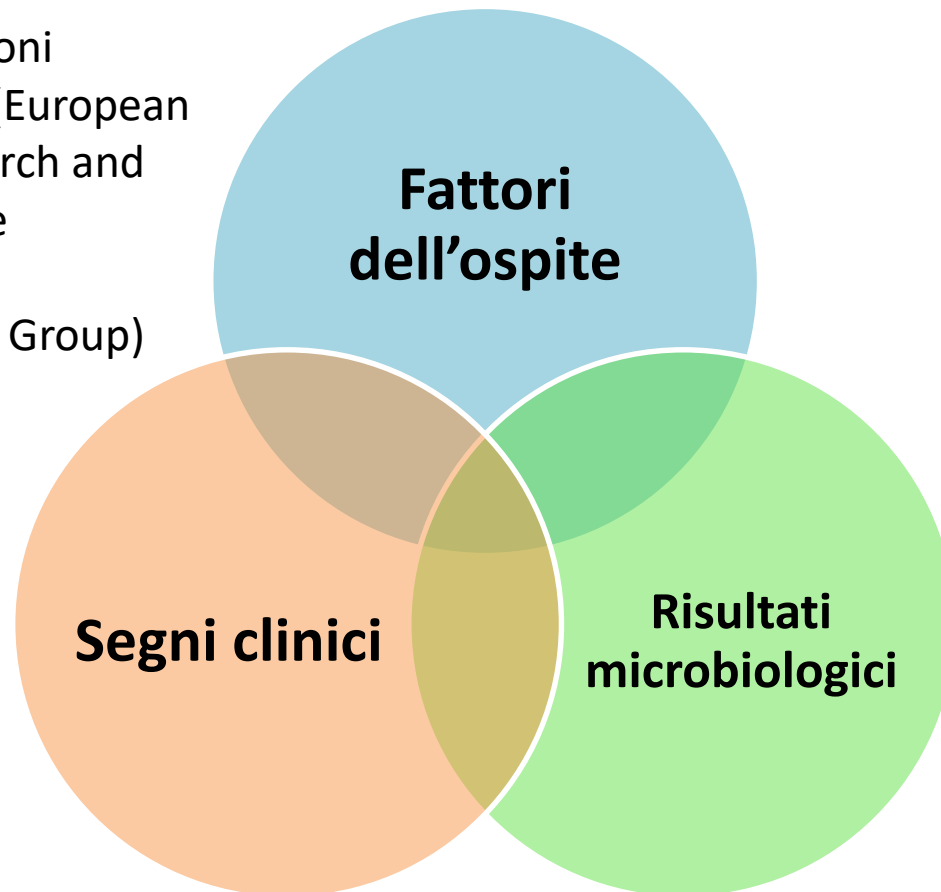 oni
(European
rch and
e
Group)
Fattori
dell’ospite
Segni clinici
Risultati
microbiologici